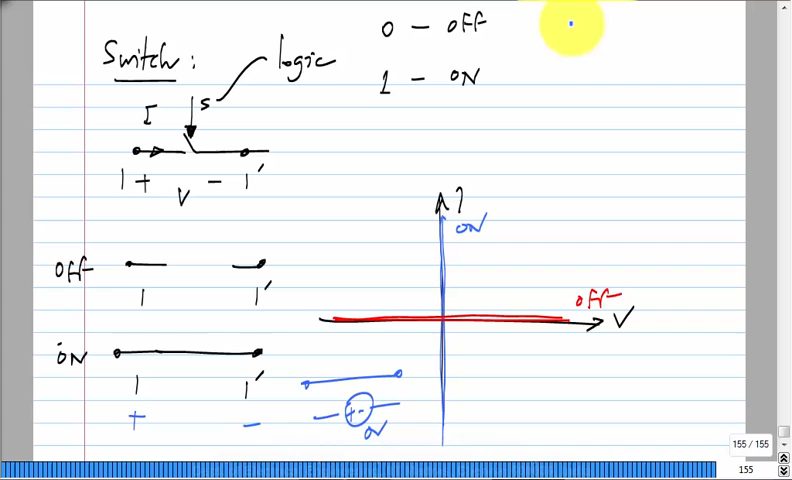 0 - OFF
Switch :
logic
1 - ON
S
I
1 + V - 1′
I
ON
OFF
1 1′
OFF
V
ON
1 1′
+ -
+ -
0V
155 / 155
155